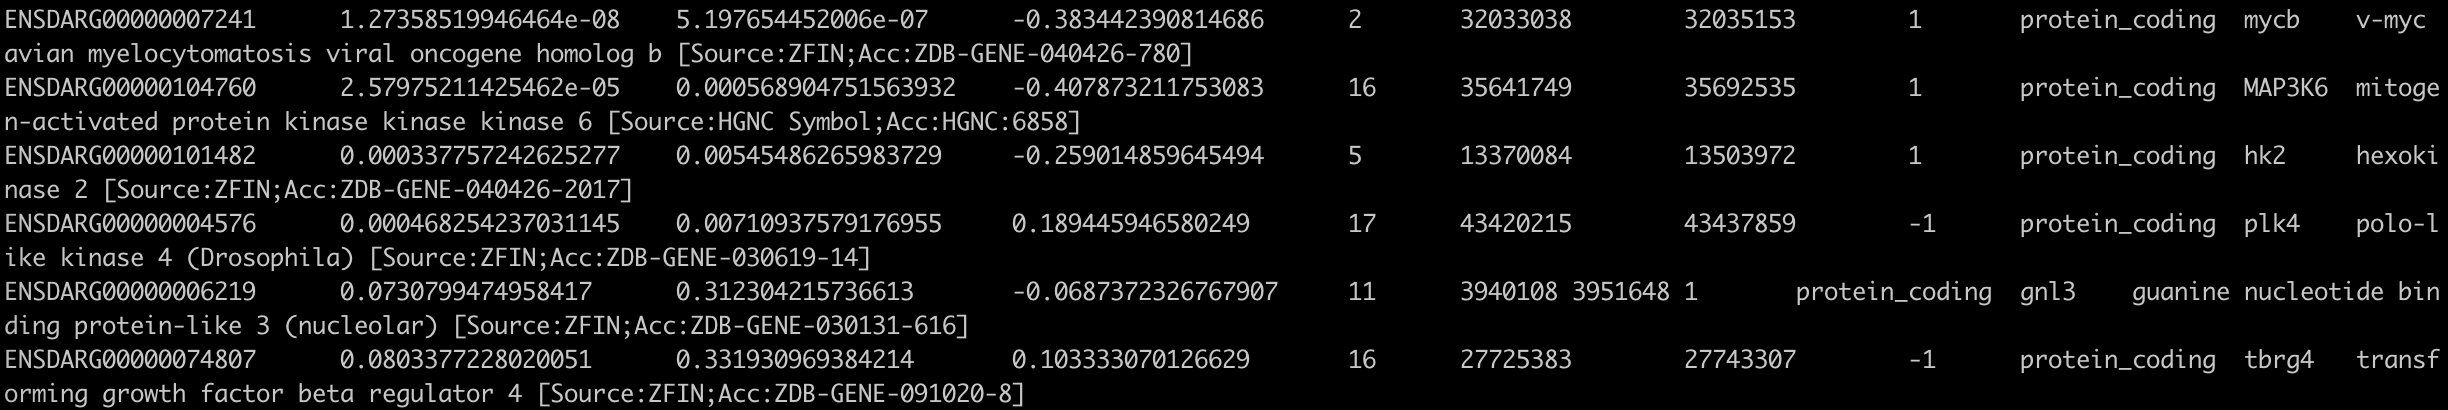 ENSDARG00000007241 1.27358519946464e-08 5.197654452006e-07 -0.383442390814686 2 32033038 32035153 1 protein_coding mycb v-myc
avian myelocytomatosis viral oncogene homolog b [Source:ZFIN;Acc:ZDB-GENE-040426-780]
ENSDARG00000104760 2.57975211425462e-05 0.000568904751563932 -0.407873211753083 16 35641749 35692535 1 protein_coding MAP3K6 mitoge
n-activated protein kinase kinase kinase 6 [Source:HGNC Symbol;Acc:HGNC:6858]
ENSDARG00000101482 0.000337757242625277 0.00545486265983729 -0.259014859645494 5 13370084 13503972 1 protein_coding hk2 hexoki
nase 2 [Source:ZFIN;Acc:ZDB-GENE-040426-2017]
ENSDARG00000004576 0.000468254237031145 0.00710937579176955 0.189445946580249 17 43420215 43437859 -1 protein_coding plk4 polo-l
ike kinase 4 (Drosophila) [Source:ZFIN;Acc:ZDB-GENE-030619-14]
ENSDARG00000006219 0.0730799474958417 0.312304215736613 -0.0687372326767907 11 3940108 3951648 1 protein_coding gnl3 guanine nucleotide bin
ding protein-like 3 (nucleolar) [Source:ZFIN;Acc:ZDB-GENE-030131-616]
ENSDARG00000074807 0.0803377228020051 0.331930969384214 0.103333070126629 16 27725383 27743307 -1 protein_coding tbrg4 transf
orming growth factor beta regulator 4 [Source:ZFIN;Acc:ZDB-GENE-091020-8]